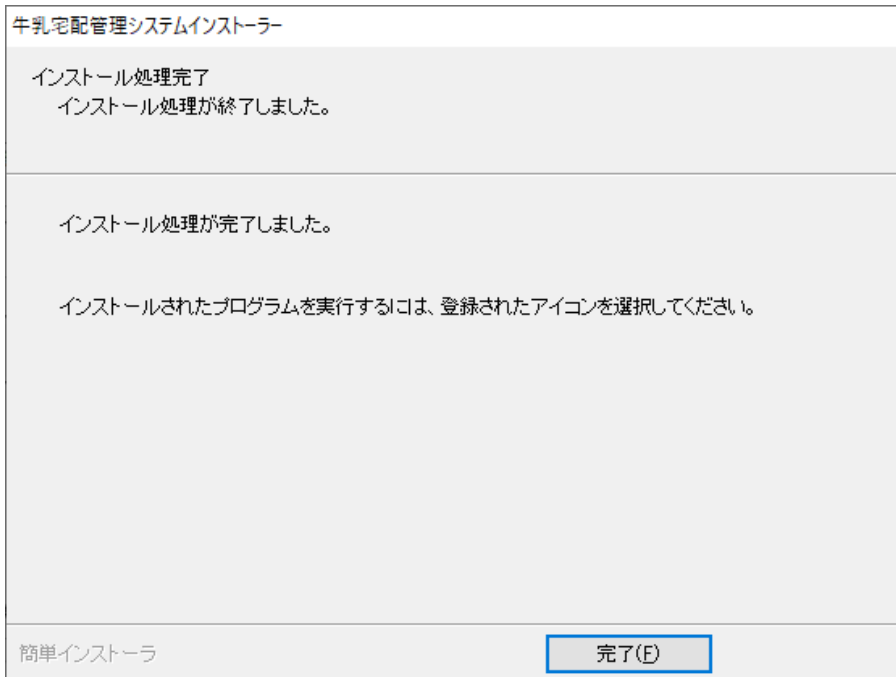 牛乳宅配管理システムインストーラー
インストール処理完了
インストール処理が終了しました。
インストール処理が完了しました。
インストールされたプログラムを実行するには、登録されたアイコンを選択してください。
簡単インストーラ
完了(F)